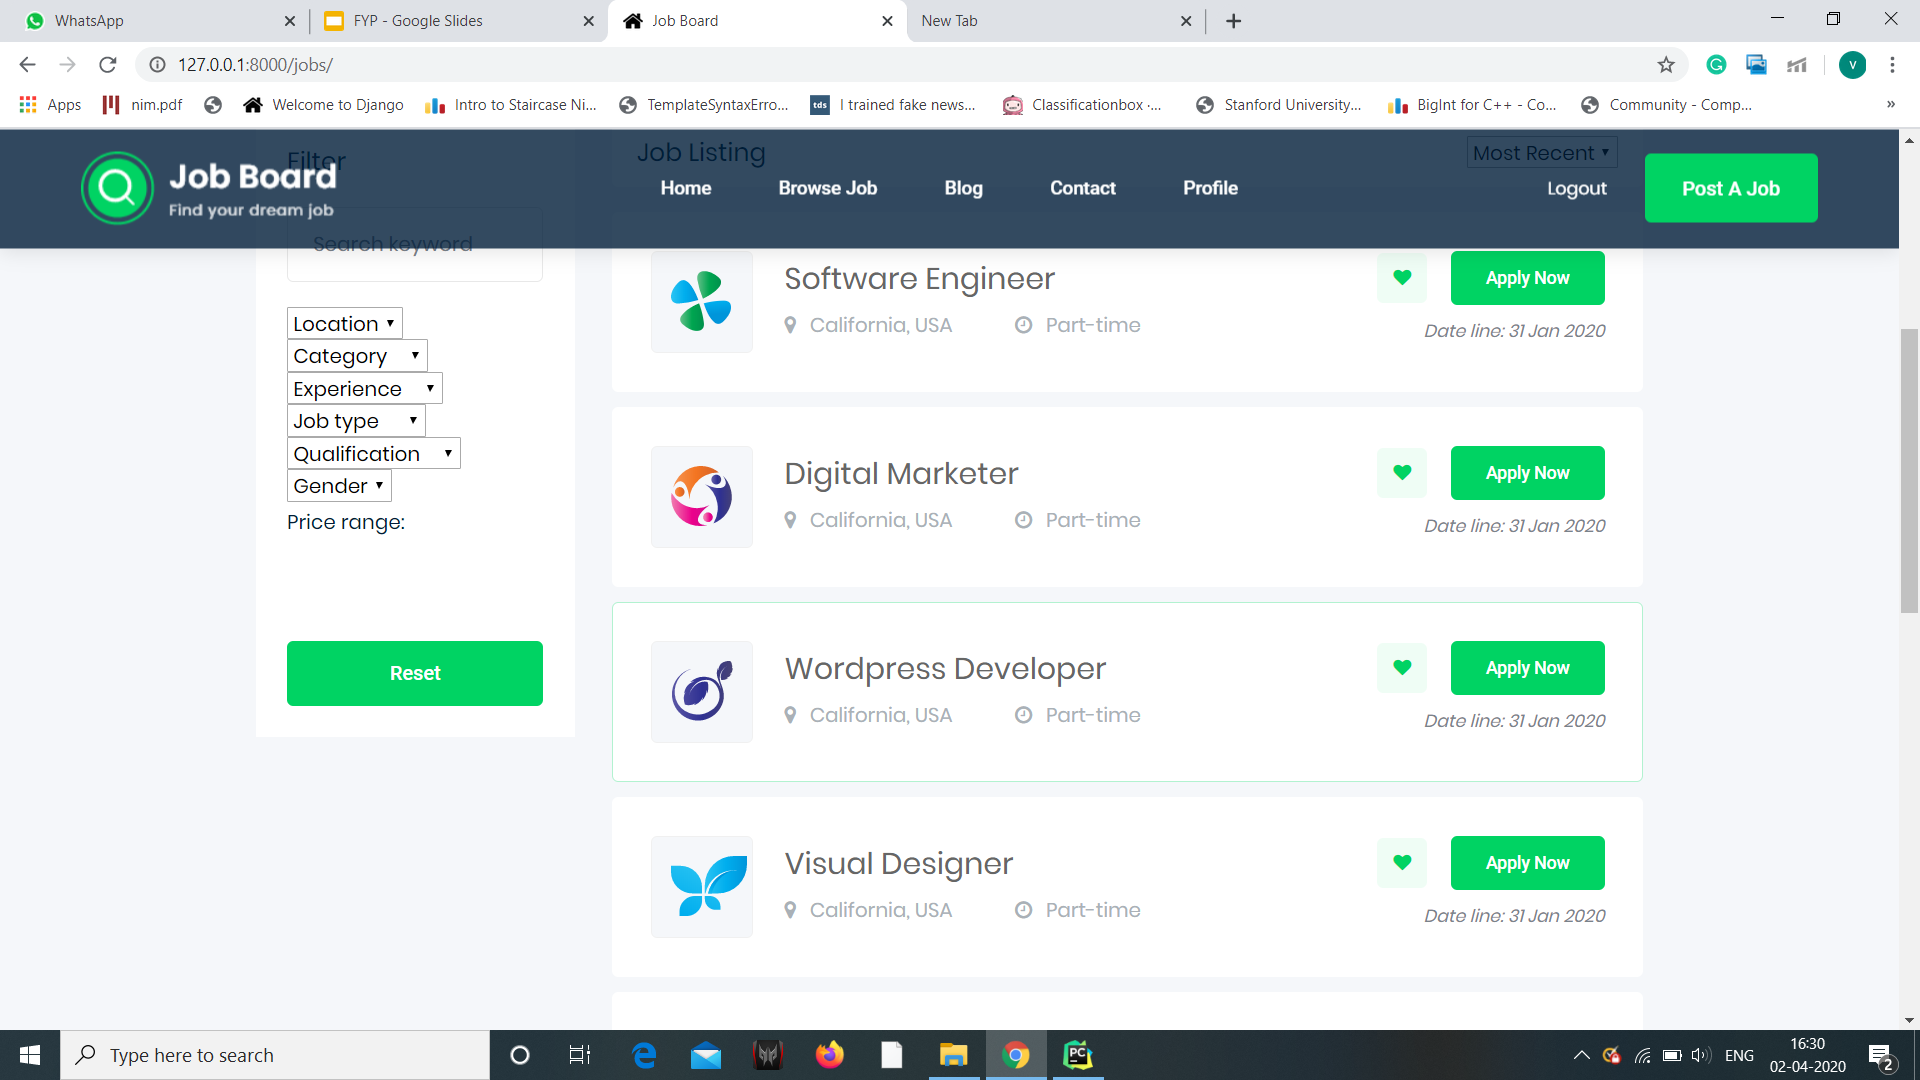 WhatsApp
FYP - Google Slides
Job Board
New Tab
127.0.0.1:8000/jobs/
V
Apps
nim.pdf
Welcome to Django
Intro to Staircase Ni...
TemplateSyntaxErro...
tds
I trained fake news...
Classificationbox ·...
Stanford University...
BigInt for C++ - Co...
Community - Comp...
»
Filter
Job Listing
Most Recent
Job Board
Find your dream job
Home
Browse Job
Blog
Contact
Profile
Logout
Post A Job
Search keyword
Location
Category
Experience
Job type
Qualification
Gender
Price range:
Reset
Software Engineer
California, USA
Part-time
Apply Now
Date line: 31 Jan 2020
Digital Marketer
California, USA
Part-time
Apply Now
Date line: 31 Jan 2020
Wordpress Developer
California, USA
Part-time
Apply Now
Date line: 31 Jan 2020
Visual Designer
California, USA
Part-time
Apply Now
Date line: 31 Jan 2020
Type here to search
PC
ENG
16:30
02-04-2020
2